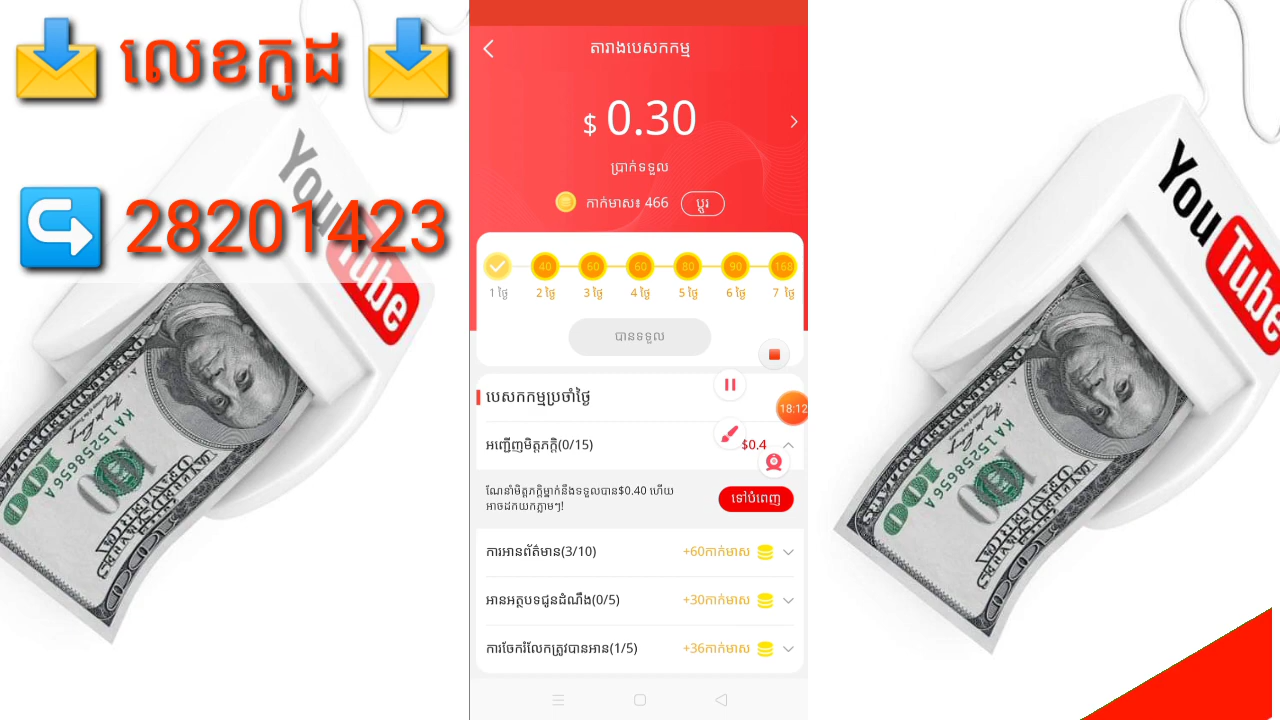 លេខកូដ
28201423
តារាងបេសកកម្ម
$ 0.30
ប្រាក់ទទួល
កាក់មាស៖ 466
ប្តូរ
40 60 60 80 90 168
1 ថ្ងៃ 2 ថ្ងៃ 3 ថ្ងៃ 4 ថ្ងៃ 5 ថ្ងៃ 6 ថ្ងៃ 7 ថ្ងៃ
បានទទួល
បេសកកម្មប្រចាំថ្ងៃ
18:12
អញ្ជើញមិត្តភក្តិ(0/15) $0.4
ណែនាំមិត្តភក្តិម្នាក់នឹងទទួលបាន$0.40 ហើយ
អាចដកយកភ្លាមៗ!
ទៅបំពេញ
ការអានព័ត៌មាន(3/10) +60កាក់មាស
អានអត្ថបទជូនដំណឹង(0/5) +30កាក់មាស
ការចែករំលែកត្រូវបានអាន(1/5) +36កាក់មាស
YouTube
KA 15258656 A
100
YouTube
KA 15258656 A
100